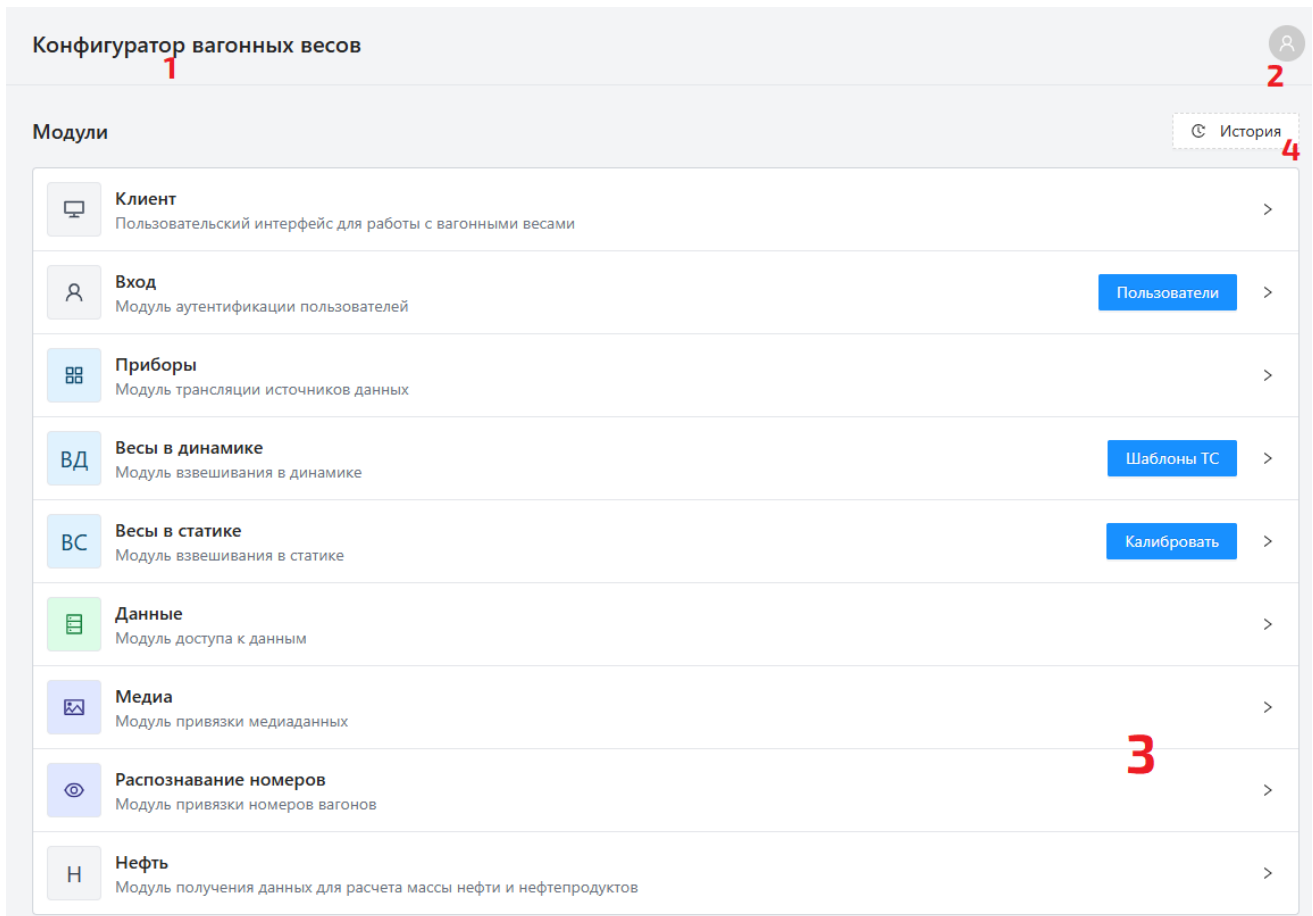 Конфигуратор вагонных весов
1
2
Модули
История
4
Клиент
Пользовательский интерфейс для работы с вагонными весами
Вход
Модуль аутентификации пользователей
Пользователи
Приборы
Модуль трансляции источников данных
ВД
Весы в динамике
Модуль взвешивания в динамике
Шаблоны ТС
ВС
Весы в статике
Модуль взвешивания в статике
Калибровать
Данные
Модуль доступа к данным
Медиа
Модуль привязки медиаданных
3
Распознавание номеров
Модуль привязки номеров вагонов
Н
Нефть
Модуль получения данных для расчета массы нефти и нефтепродуктов